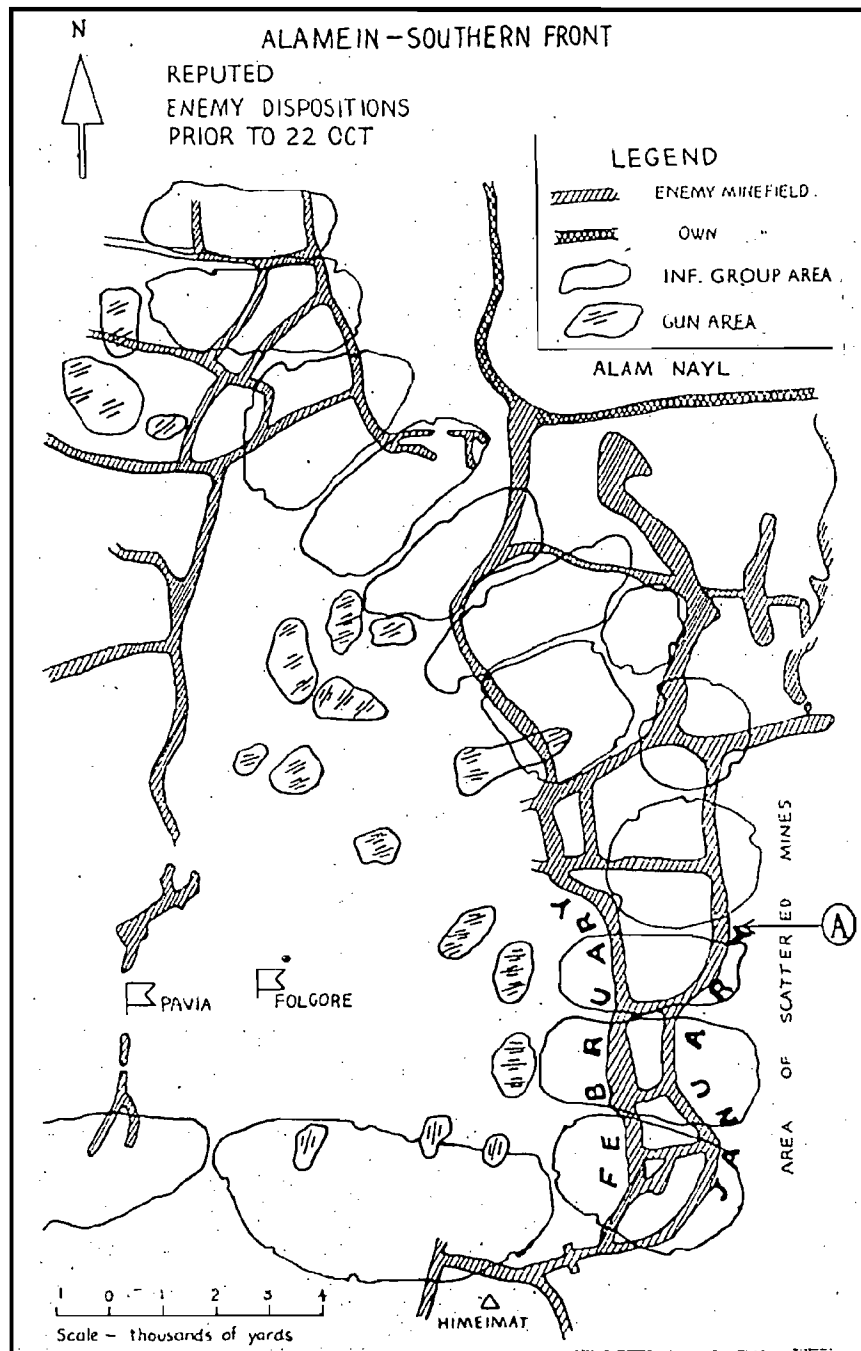 N
ALAMEIN - SOUTHERN FRONT
REPUTED
ENEMY DISPOSITIONS
PRIOR TO 22 OCT
LEGEND
ENEMY MINEFIELD.
OWN "
INF. GROUP AREA
GUN AREA
ALAM NAYL
AREA OF SCATTERED MINES
A
FEBRUARY
JANUARY
PAVIA
FOLGORE
HIMEIMAT
1 0 1 2 3 4
Scale - thousands of yards